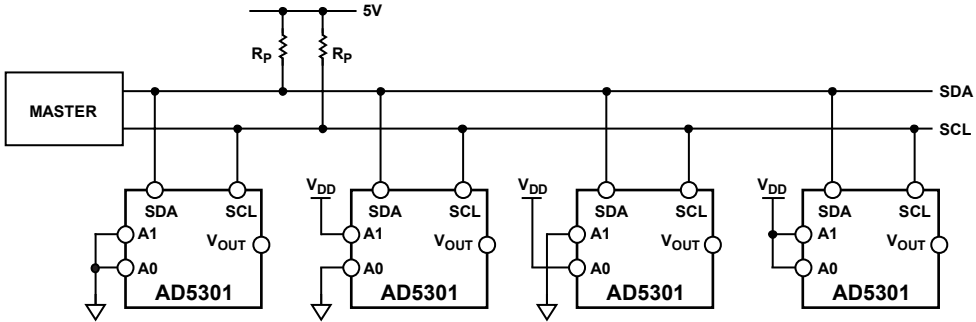 5V
RP RP
SDA
MASTER
SCL
VDD VDD VDD
SDA SCL SDA SCL SDA SCL SDA SCL
A1 A1 A1 A1
VOUT VOUT VOUT VOUT
A0 A0 A0 A0
AD5301 AD5301 AD5301 AD5301